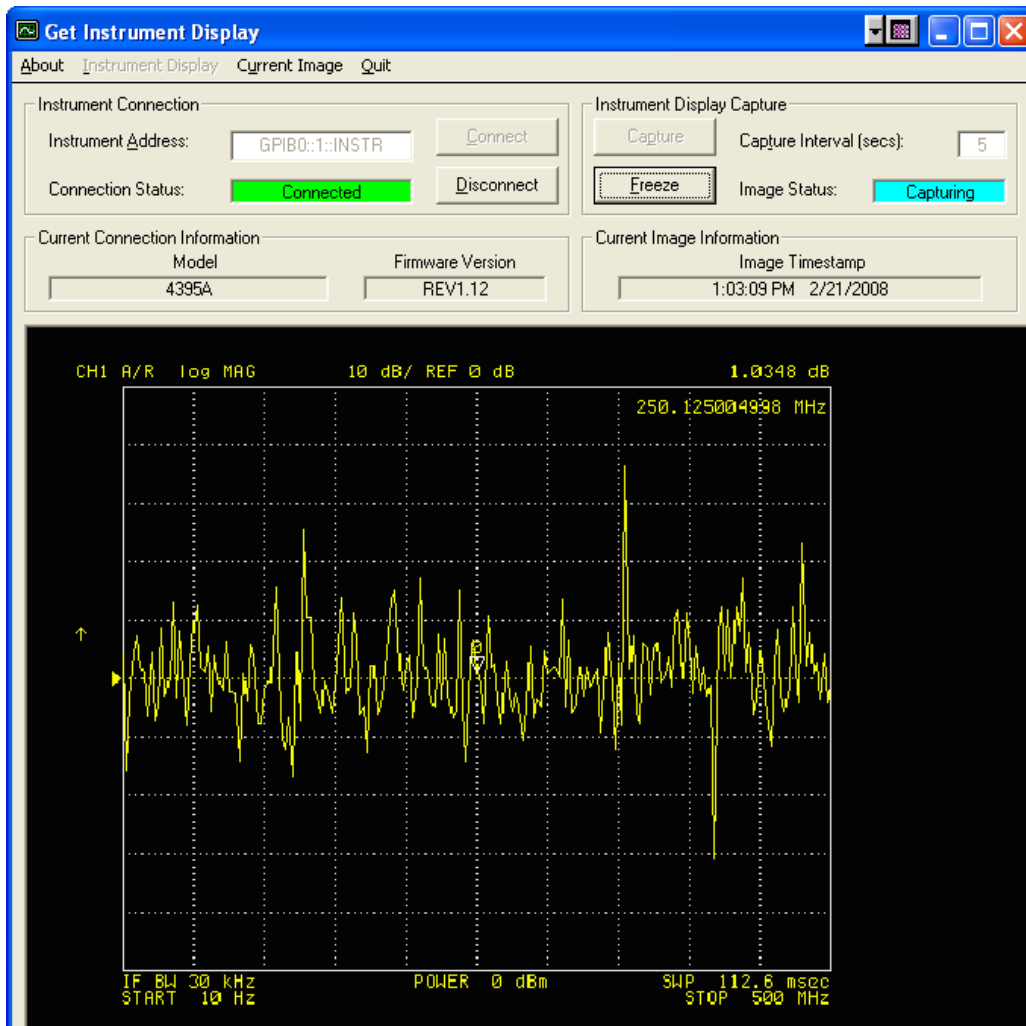 Get Instrument Display
About Instrument Display Current Image Quit
Instrument Connection
Instrument Address: GPIB0::1::INSTR Connect
Connection Status: Connected Disconnect
Instrument Display Capture
Capture Capture Interval (secs): 5
Freeze Image Status: Capturing
Current Connection Information
Model Firmware Version
4395A REV1.12
Current Image Information
Image Timestamp
1:03:09 PM 2/21/2008
CH1 A/R log MAG 10 dB/ REF 0 dB 1.0348 dB
250.125004998 MHz
0
IF BW 30 kHz POWER 0 dBm SWP 112.6 msec
START 10 Hz STOP 500 MHz